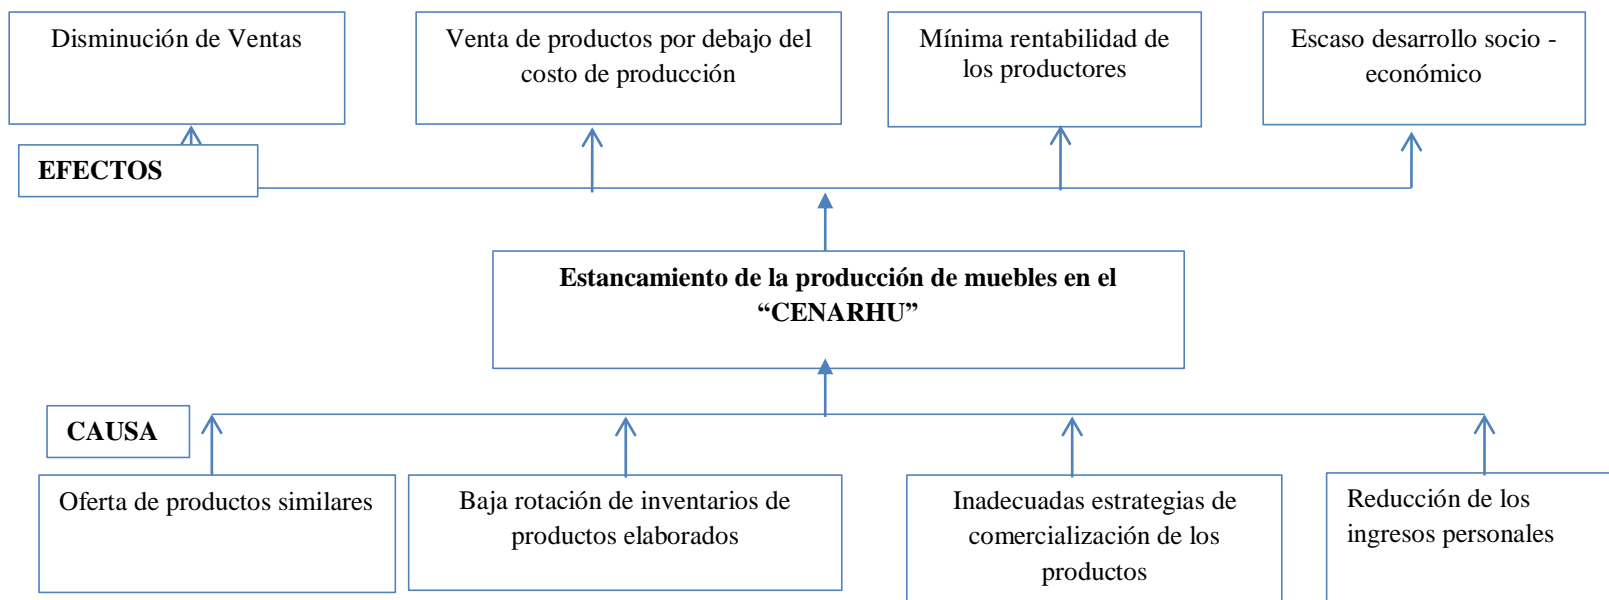 Disminución de Ventas
Venta de productos por debajo del
costo de producción
Mínima rentabilidad de
los productores
Escaso desarrollo socio -
económico
EFECTOS
Estancamiento de la producción de muebles en el
“CENARHU”
CAUSA
Oferta de productos similares
Baja rotación de inventarios de
productos elaborados
Inadecuadas estrategias de
comercialización de los
productos
Reducción de los
ingresos personales